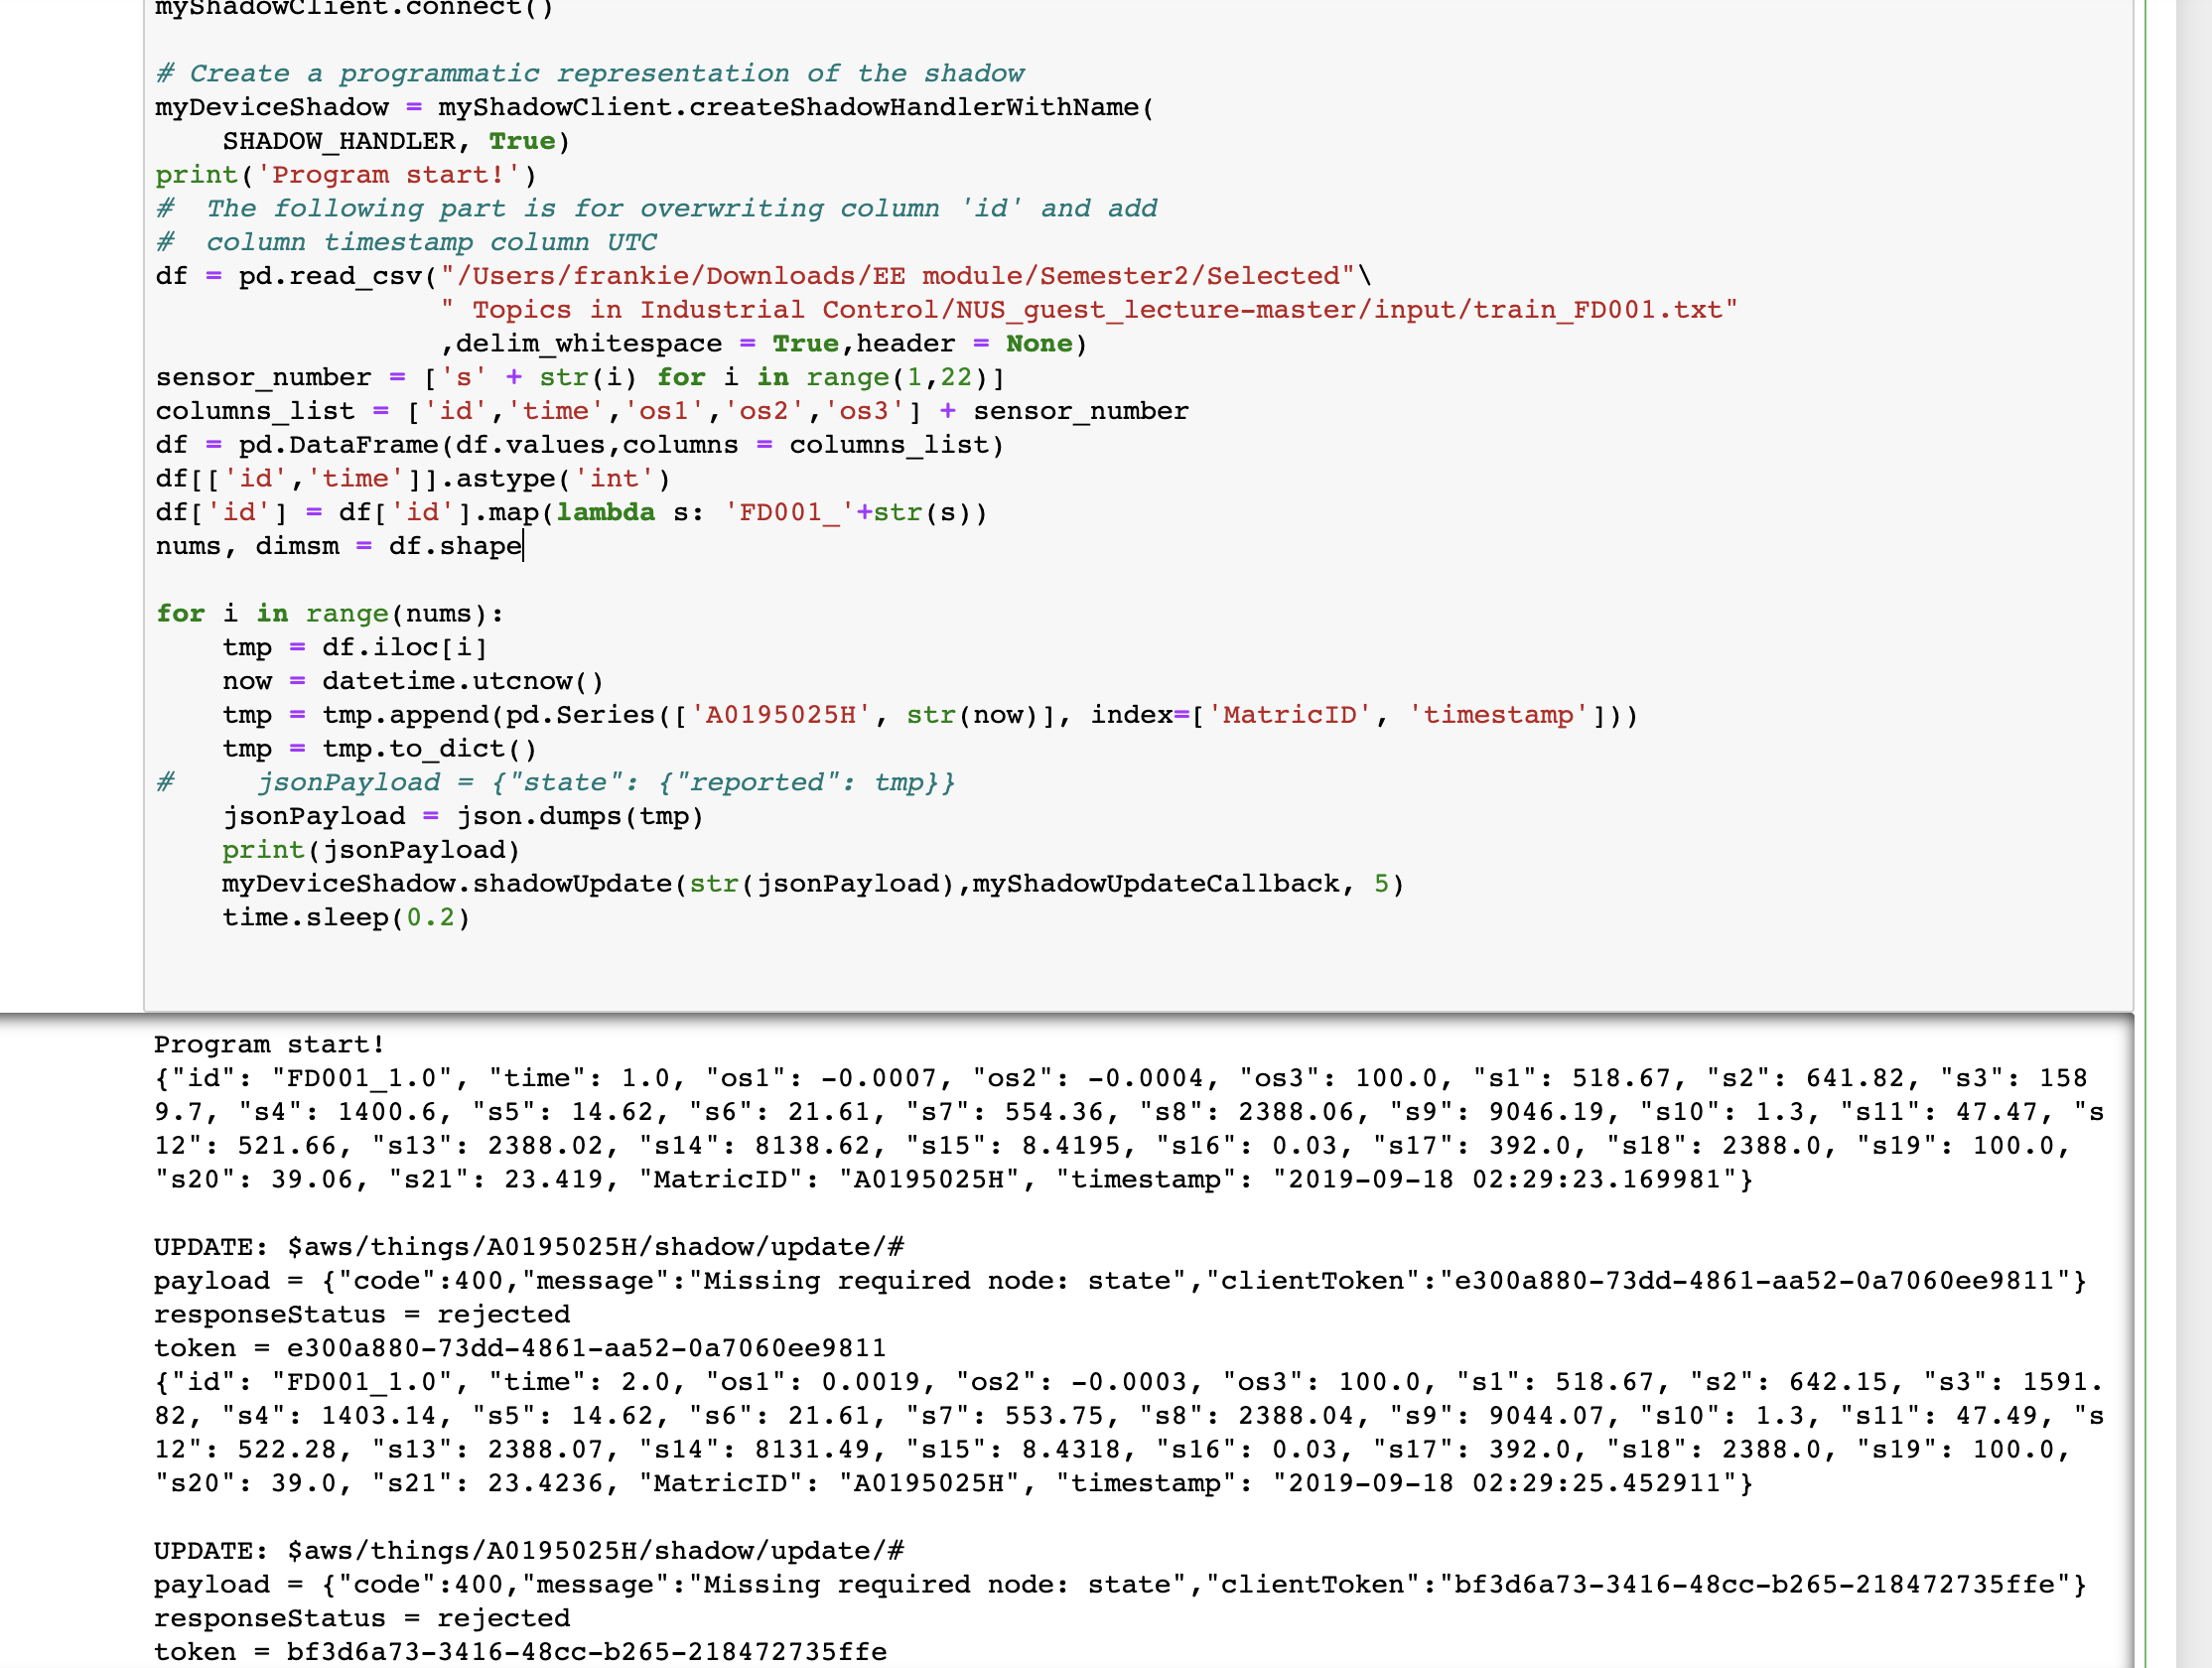 myShadowClient.connect()
# Create a programmatic representation of the shadow
myDeviceShadow = myShadowClient.createShadowHandlerWithName(
    SHADOW_HANDLER, True)
print('Program start!')
#  The following part is for overwriting column 'id' and add
#  column timestamp column UTC
df = pd.read_csv("/Users/frankie/Downloads/EE module/Semester2/Selected"\
                 " Topics in Industrial Control/NUS_guest_lecture-master/input/train_FD001.txt"
                 ,delim_whitespace = True,header = None)
sensor_number = ['s' + str(i) for i in range(1,22)]
columns_list = ['id','time','os1','os2','os3'] + sensor_number
df = pd.DataFrame(df.values,columns = columns_list)
df[['id','time']].astype('int')
df['id'] = df['id'].map(lambda s: 'FD001_'+str(s))
nums, dimsm = df.shape
for i in range(nums):
    tmp = df.iloc[i]
    now = datetime.utcnow()
    tmp = tmp.append(pd.Series(['A0195025H', str(now)], index=['MatricID', 'timestamp']))
    tmp = tmp.to_dict()
#     jsonPayload = {"state": {"reported": tmp}}
    jsonPayload = json.dumps(tmp)
    print(jsonPayload)
    myDeviceShadow.shadowUpdate(str(jsonPayload),myShadowUpdateCallback, 5)
    time.sleep(0.2)
Program start!
{"id": "FD001_1.0", "time": 1.0, "os1": -0.0007, "os2": -0.0004, "os3": 100.0, "s1": 518.67, "s2": 641.82, "s3": 158
9.7, "s4": 1400.6, "s5": 14.62, "s6": 21.61, "s7": 554.36, "s8": 2388.06, "s9": 9046.19, "s10": 1.3, "s11": 47.47, "s
12": 521.66, "s13": 2388.02, "s14": 8138.62, "s15": 8.4195, "s16": 0.03, "s17": 392.0, "s18": 2388.0, "s19": 100.0,
"s20": 39.06, "s21": 23.419, "MatricID": "A0195025H", "timestamp": "2019-09-18 02:29:23.169981"}
UPDATE: $aws/things/A0195025H/shadow/update/#
payload = {"code":400,"message":"Missing required node: state","clientToken":"e300a880-73dd-4861-aa52-0a7060ee9811"}
responseStatus = rejected
token = e300a880-73dd-4861-aa52-0a7060ee9811
{"id": "FD001_1.0", "time": 2.0, "os1": 0.0019, "os2": -0.0003, "os3": 100.0, "s1": 518.67, "s2": 642.15, "s3": 1591.
82, "s4": 1403.14, "s5": 14.62, "s6": 21.61, "s7": 553.75, "s8": 2388.04, "s9": 9044.07, "s10": 1.3, "s11": 47.49, "s
12": 522.28, "s13": 2388.07, "s14": 8131.49, "s15": 8.4318, "s16": 0.03, "s17": 392.0, "s18": 2388.0, "s19": 100.0,
"s20": 39.0, "s21": 23.4236, "MatricID": "A0195025H", "timestamp": "2019-09-18 02:29:25.452911"}
UPDATE: $aws/things/A0195025H/shadow/update/#
payload = {"code":400,"message":"Missing required node: state","clientToken":"bf3d6a73-3416-48cc-b265-218472735ffe"}
responseStatus = rejected
token = bf3d6a73-3416-48cc-b265-218472735ffe